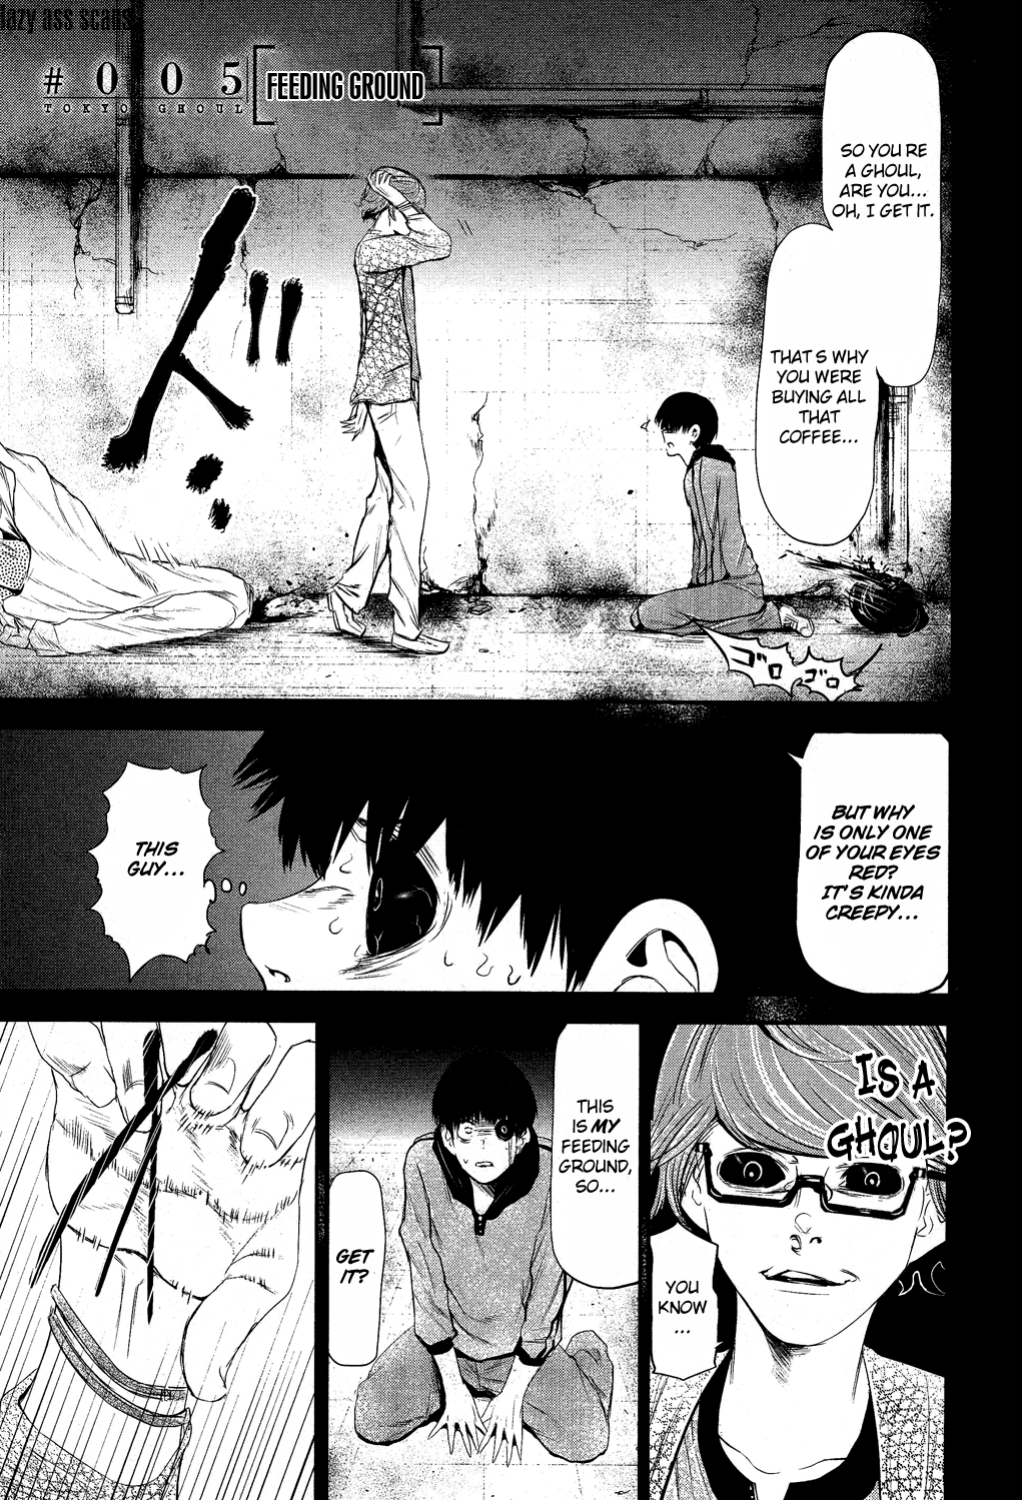 lazy ass scans
#005
TOKYO GHOUL
FEEDING GROUND
SO YOU RE
A GHOUL,
ARE YOU...
OH, I GET IT.
THAT S WHY
YOU WERE
BUYING ALL
THAT
COFFEE...
ドッ
ゴロ
ゴロ
BUT WHY
IS ONLY ONE
OF YOUR EYES
RED?
IT'S KINDA
CREEPY...
THIS
GUY...
IS A
GHOUL?
YOU
KNOW
...
THIS
IS MY
FEEDING
GROUND,
SO...
GET
IT?